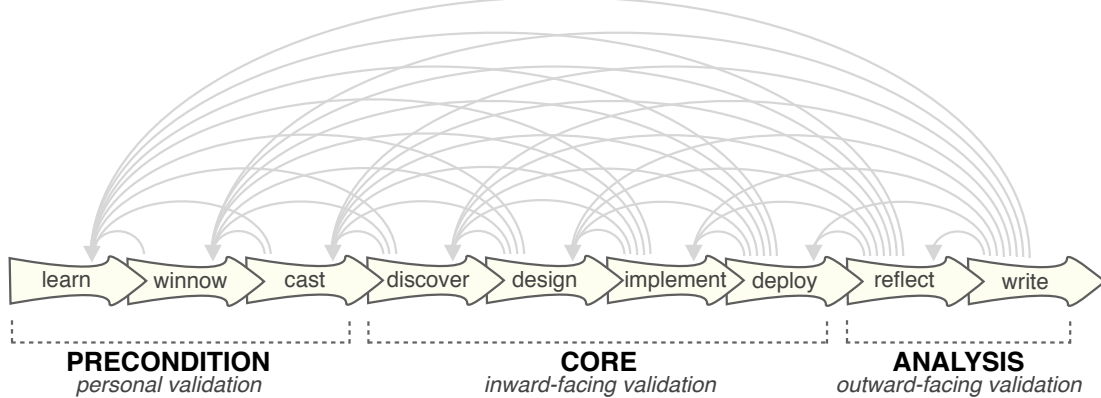 learn winnow cast discover design implement deploy reflect write
PRECONDITION CORE ANALYSIS
personal validation inward-facing validation outward-facing validation